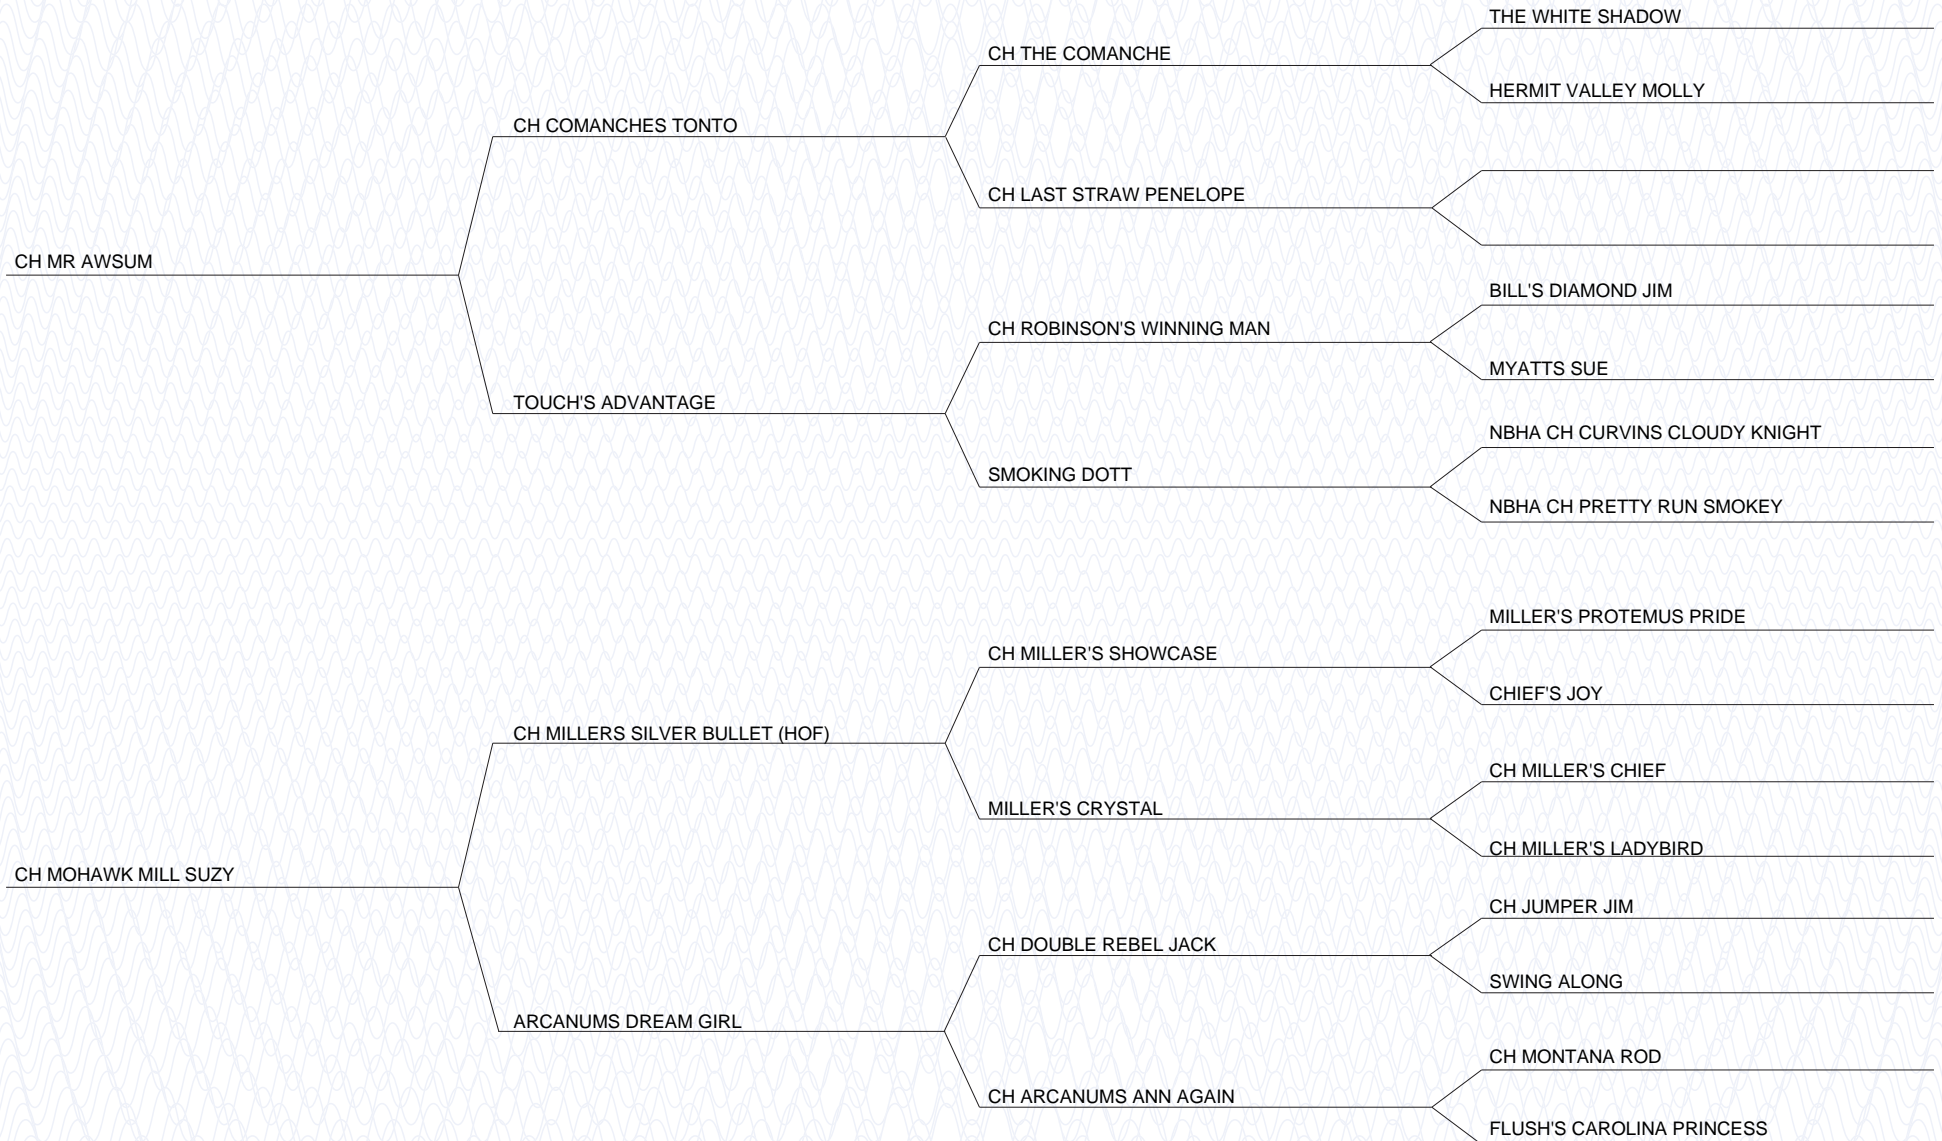 THE WHITE SHADOW
CH THE COMANCHE
HERMIT VALLEY MOLLY
CH COMANCHES TONTO
CH LAST STRAW PENELOPE
CH MR AWSUM
BILL'S DIAMOND JIM
CH ROBINSON'S WINNING MAN
MYATTS SUE
TOUCH'S ADVANTAGE
NBHA CH CURVINS CLOUDY KNIGHT
SMOKING DOTT
NBHA CH PRETTY RUN SMOKEY
MILLER'S PROTEMUS PRIDE
CH MILLER'S SHOWCASE
CHIEF'S JOY
CH MILLERS SILVER BULLET (HOF)
CH MILLER'S CHIEF
MILLER'S CRYSTAL
CH MILLER'S LADYBIRD
CH MOHAWK MILL SUZY
CH JUMPER JIM
CH DOUBLE REBEL JACK
SWING ALONG
ARCANUMS DREAM GIRL
CH MONTANA ROD
CH ARCANUMS ANN AGAIN
FLUSH'S CAROLINA PRINCESS